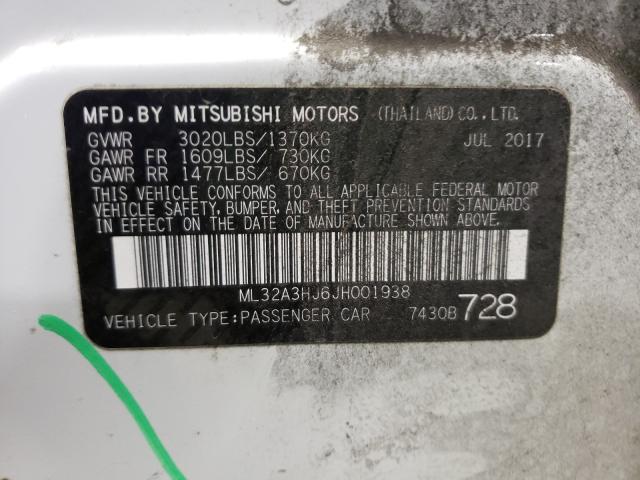 MFD.BY MITSUBISHI MOTORS (THAILAND) CO., LTD.
GVWR 3020LBS/1370KG JUL 2017
GAWR FR 1609LBS/ 730KG
GAWR RR 1477LBS/ 670KG
THIS VEHICLE CONFORMS TO ALL APPLICABLE FEDERAL MOTOR
VEHICLE SAFETY, BUMPER, AND THEFT PREVENTION STANDARDS
IN EFFECT ON THE DATE OF MANUFACTURE SHOWN ABOVE.
ML32A3HJ6JH001938
VEHICLE TYPE:PASSENGER CAR 7430B 728